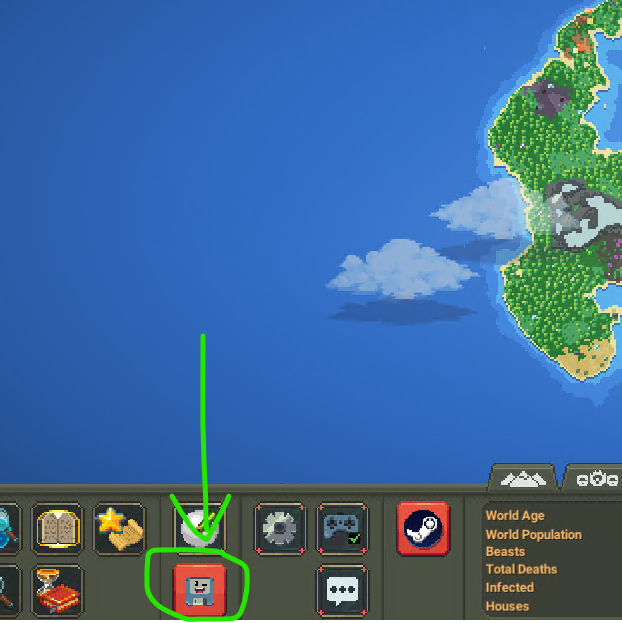 World Age
World Population
Beasts
Total Deaths
Infected
Houses